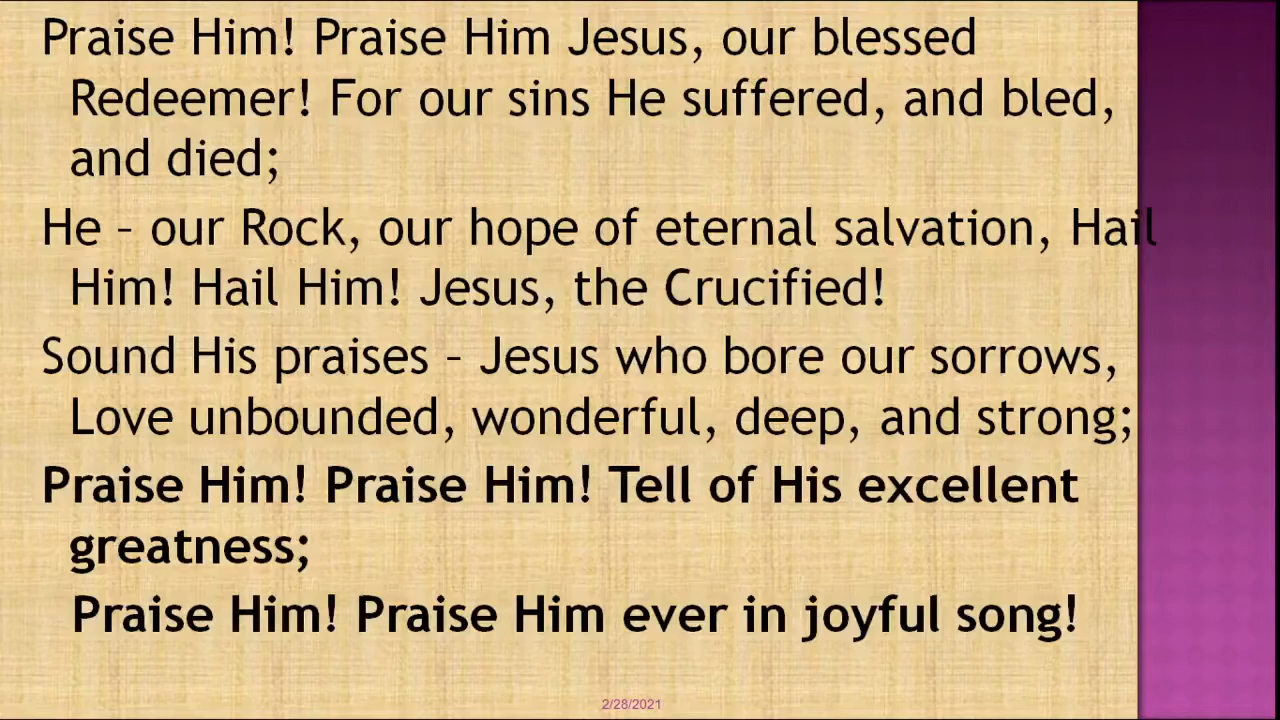 Praise Him! Praise Him Jesus, our blessed
Redeemer! For our sins He suffered, and bled,
and died;
He – our Rock, our hope of eternal salvation, Hail
Him! Hail Him! Jesus, the Crucified!
Sound His praises – Jesus who bore our sorrows,
Love unbounded, wonderful, deep, and strong;
Praise Him! Praise Him! Tell of His excellent
greatness;
Praise Him! Praise Him ever in joyful song!
2/28/2021